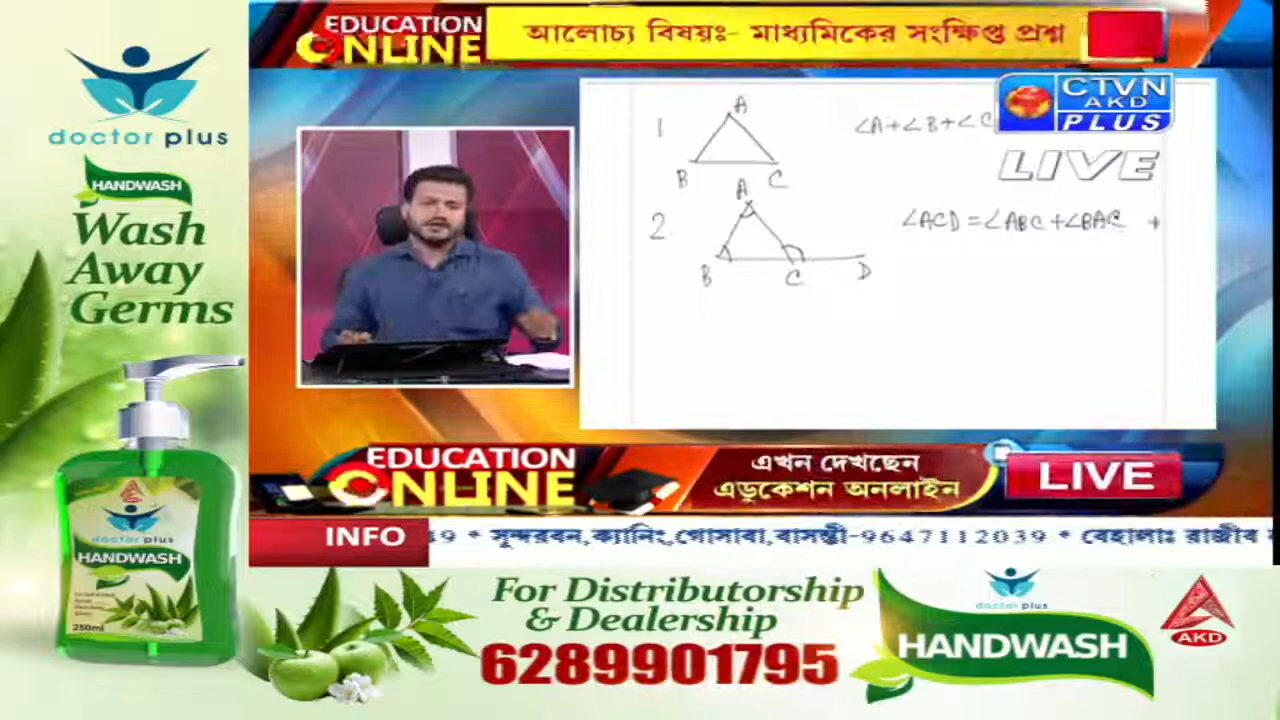 EDUCATION
ONLINE
আলোচ্য বিষয়ঃ- মাধ্যমিকের সংক্ষিপ্ত প্রশ্ন
CTVN
AKD
PLUS
LIVE
doctor plus
HANDWASH
Wash
Away
Germs
1
A
B C
∠A+∠B+∠C
2.
A
B C D
∠ACD = ∠ABC + ∠BAC +
doctor plus
HANDWASH
250ml
EDUCATION
ONLINE
এখন দেখছেন
এডুকেশন অনলাইন
LIVE
INFO
39 * সুন্দরবন,ক্যানিং,গোসাবা,বাসন্তী-9647112039 * বেহালাঃ রাজীব
For Distributorship
& Dealership
6289901795
doctor plus
HANDWASH
AKD